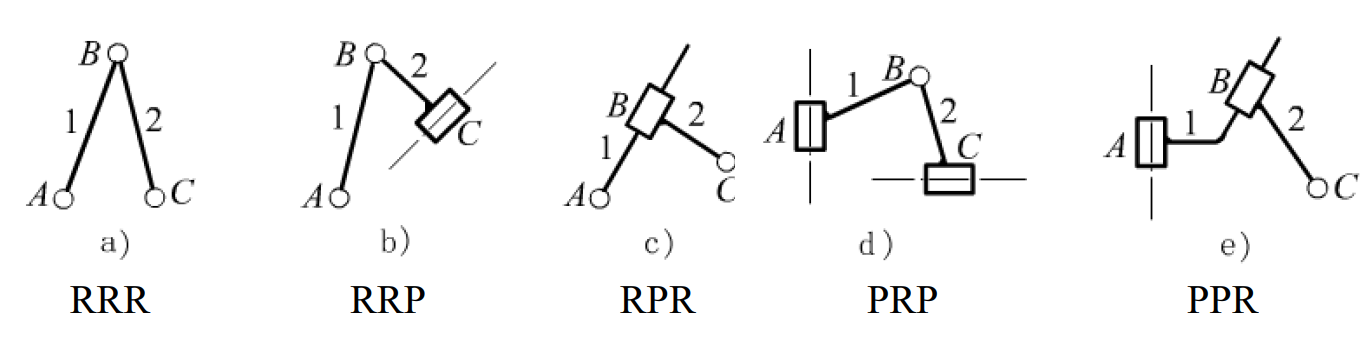 B B 2 B 2 1 B 2 C A 1 B 2
1 2 1 C 1
A C A A C A C
a) b) c) d) e)
RRR RRP RPR PRP PPR